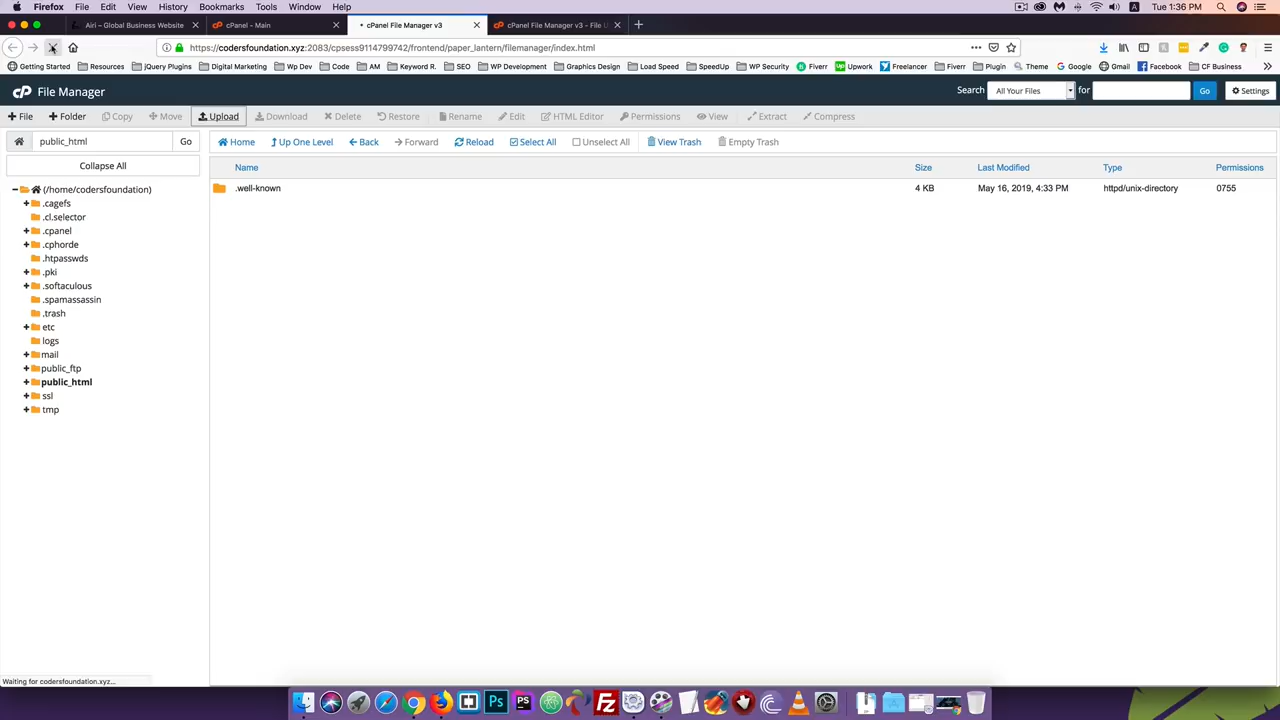 Firefox File Edit View History Bookmarks Tools Window Help Tue 1:36 PM
Airi – Global Business Website cPanel - Main cPanel File Manager v3 cPanel File Manager v3 - File U
https://codersfoundation.xyz:2083/cpsess9114799742/frontend/paper_lantern/filemanager/index.html
Getting Started Resources jQuery Plugins Digital Marketing Wp Dev Code AM Keyword R. SEO WP Development Graphics Design Load Speed SpeedUp WP Security Fiverr Upwork Freelancer Fiverr Plugin Theme Google Gmail Facebook CF Business
cP File Manager Search All Your Files for Go Settings
File Folder Copy Move Upload Download Delete Restore Rename Edit HTML Editor Permissions View Extract Compress
public_html Go Home Up One Level Back Forward Reload Select All Unselect All View Trash Empty Trash
Collapse All
Name Size Last Modified Type Permissions
.well-known 4 KB May 16, 2019, 4:33 PM httpd/unix-directory 0755
(/home/codersfoundation)
.cagefs
.cl.selector
.cpanel
.cphorde
.htpasswds
.pki
.softaculous
.spamassassin
.trash
etc
logs
mail
public_ftp
public_html
ssl
tmp
Waiting for codersfoundation.xyz...
Ps PS Fz